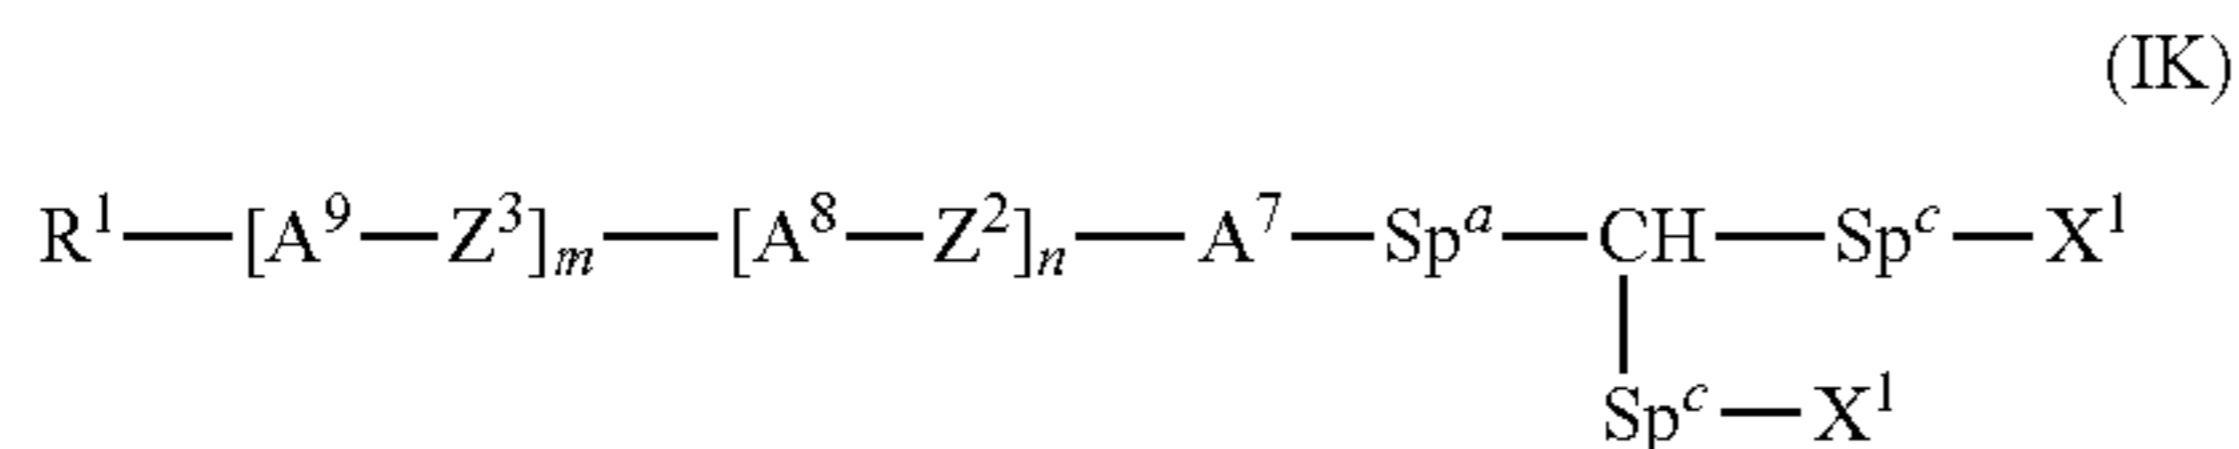 (IK)
R¹—[A⁹—Z³]ₘ—[A⁸—Z²]ₙ—A⁷—Spᵃ—CH—Spᶜ—X¹
Spᶜ—X¹